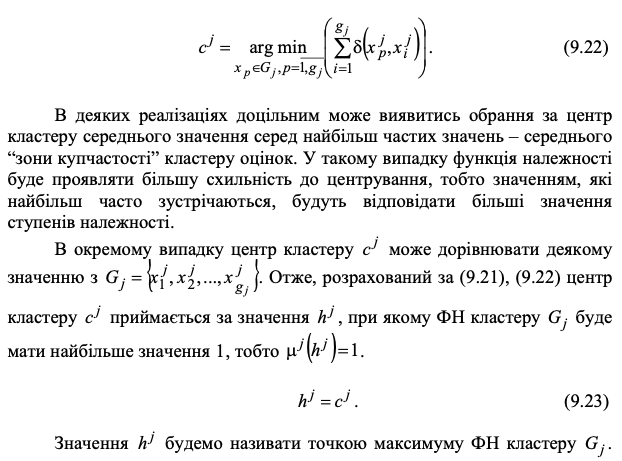 c^j = arg min_{x_p ∈ G_j, p=\overline{1,g_j}} ( ∑_{i=1}^{g_j} δ(x_p^j, x_i^j) ). (9.22)
В деяких реалізаціях доцільним може виявитись обрання за центр
кластеру середнього значення серед найбільш частих значень – середнього
“зони купчастості” кластеру оцінок. У такому випадку функція належності
буде проявляти більшу схильність до центрування, тобто значенням, які
найбільш часто зустрічаються, будуть відповідати більші значення
ступенів належності.
В окремому випадку центр кластеру c^j може дорівнювати деякому
значенню з G_j = {x_1^j, x_2^j,..., x_{g_j}^j}. Отже, розрахований за (9.21), (9.22) центр
кластеру c^j приймається за значення h^j, при якому ФН кластеру G_j буде
мати найбільше значення 1, тобто μ^j(h^j)=1.
h^j = c^j. (9.23)
Значення h^j будемо називати точкою максимуму ФН кластеру G_j.